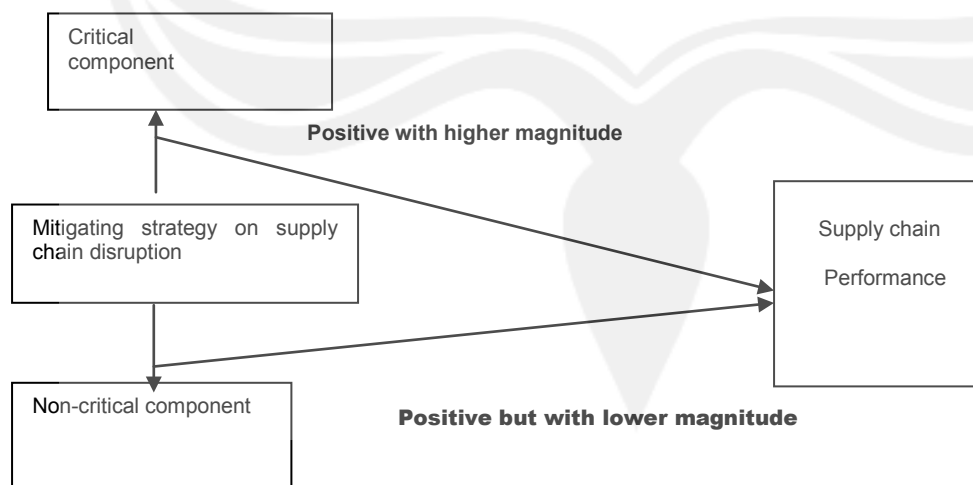 Critical
component
Positive with higher magnitude
Mitigating strategy on supply
chain disruption
Supply chain
Performance
Non-critical component
Positive but with lower magnitude